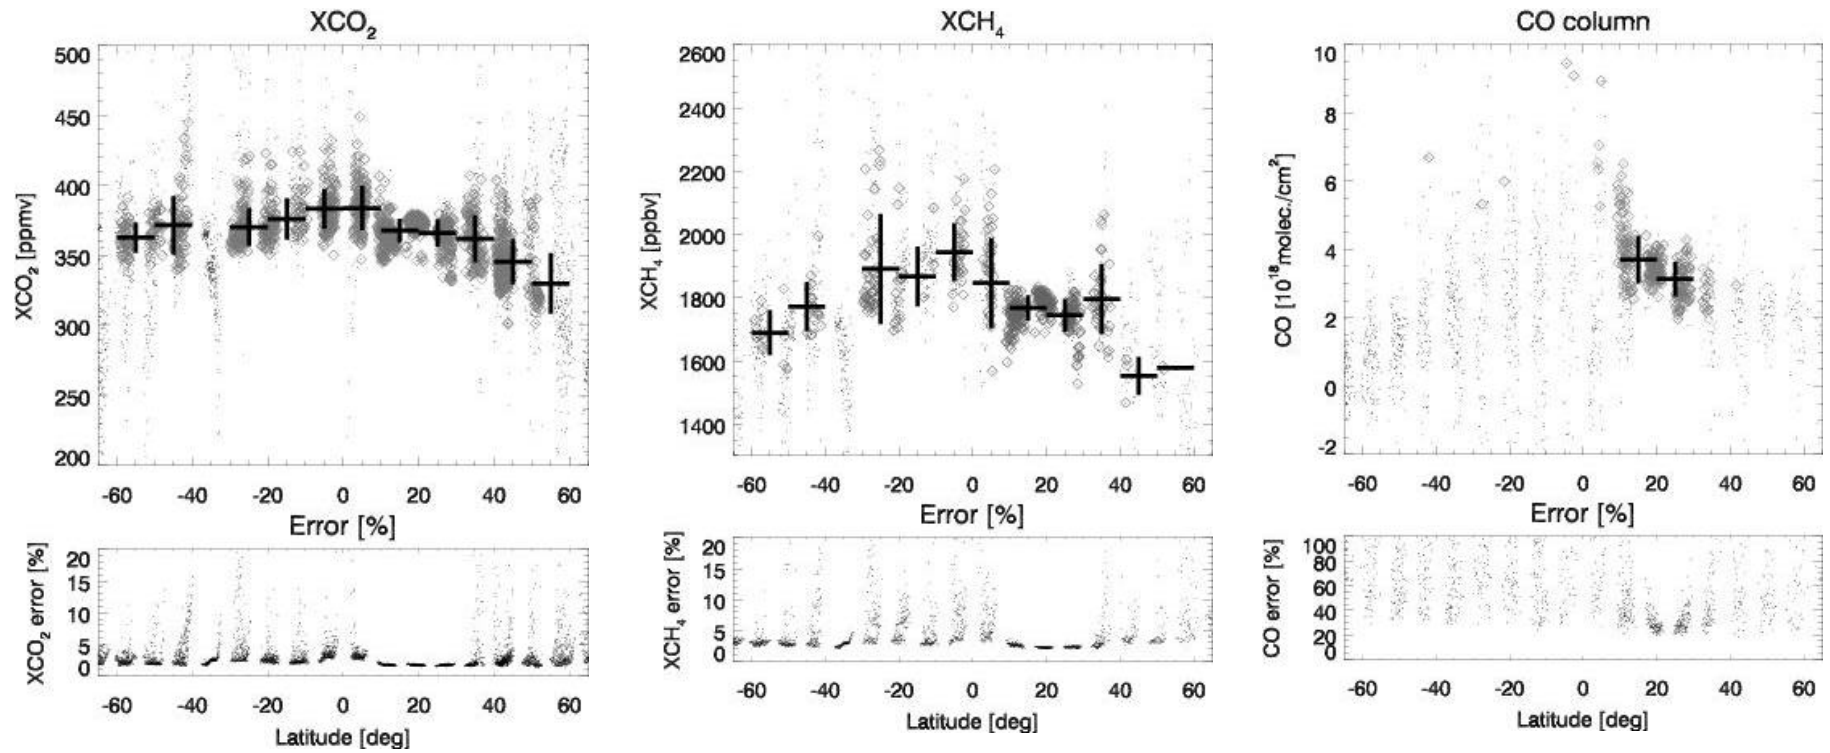 XCO2
XCO2 [ppmv]
500
450
400
350
300
250
200
-60 -40 -20 0 20 40 60
Error [%]
XCO2 error [%]
20
15
10
5
0
-60 -40 -20 0 20 40 60
Latitude [deg]
XCH4
XCH4 [ppbv]
2600
2400
2200
2000
1800
1600
1400
-60 -40 -20 0 20 40 60
Error [%]
XCH4 error [%]
20
15
10
5
0
-60 -40 -20 0 20 40 60
Latitude [deg]
CO column
CO [10^18 molec./cm^2]
10
8
6
4
2
0
-2
-60 -40 -20 0 20 40 60
Error [%]
CO error [%]
100
80
60
40
20
0
-60 -40 -20 0 20 40 60
Latitude [deg]